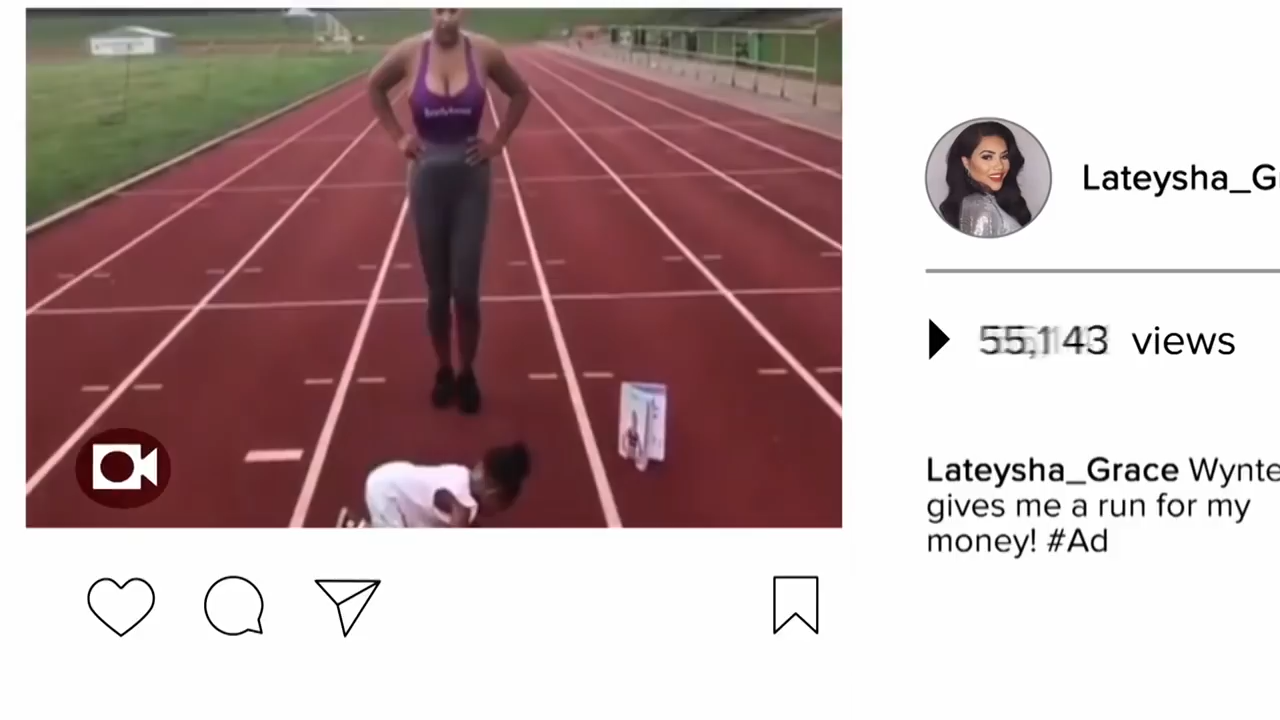 Lateysha_G
55,143 views
Lateysha_Grace Wynte
gives me a run for my
money! #Ad